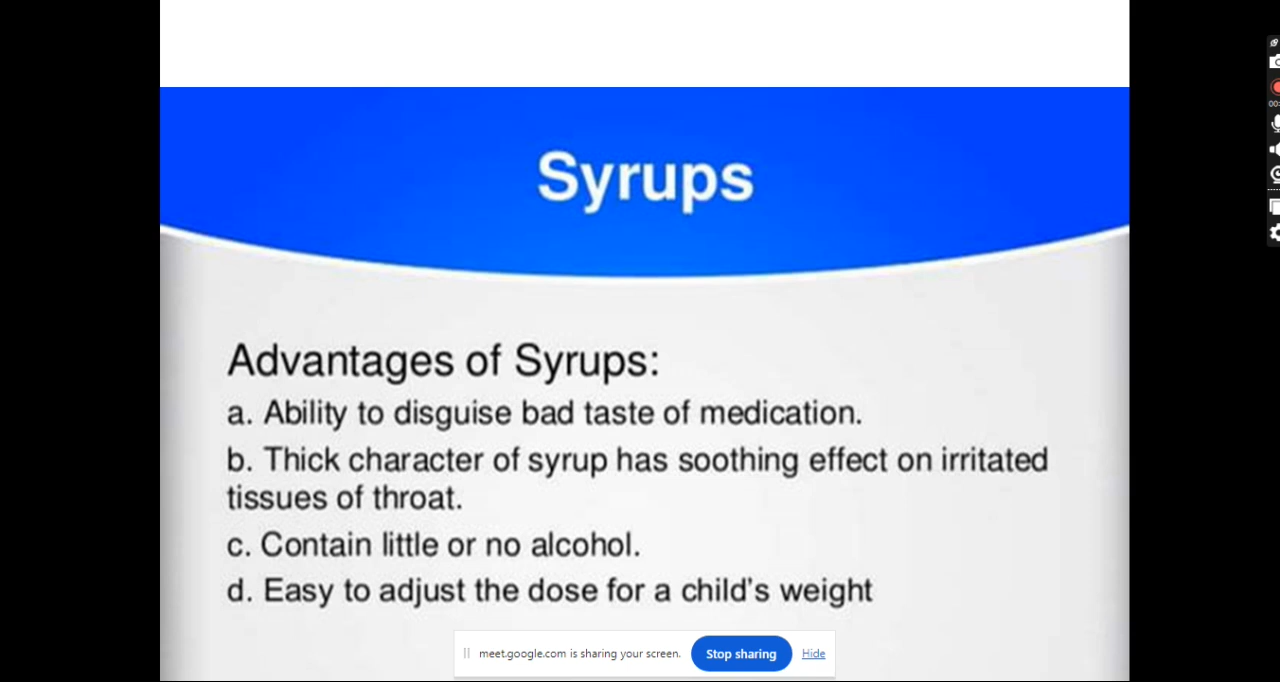 Syrups
Advantages of Syrups:
a. Ability to disguise bad taste of medication.
b. Thick character of syrup has soothing effect on irritated
tissues of throat.
c. Contain little or no alcohol.
d. Easy to adjust the dose for a child's weight
meet.google.com is sharing your screen. Stop sharing Hide